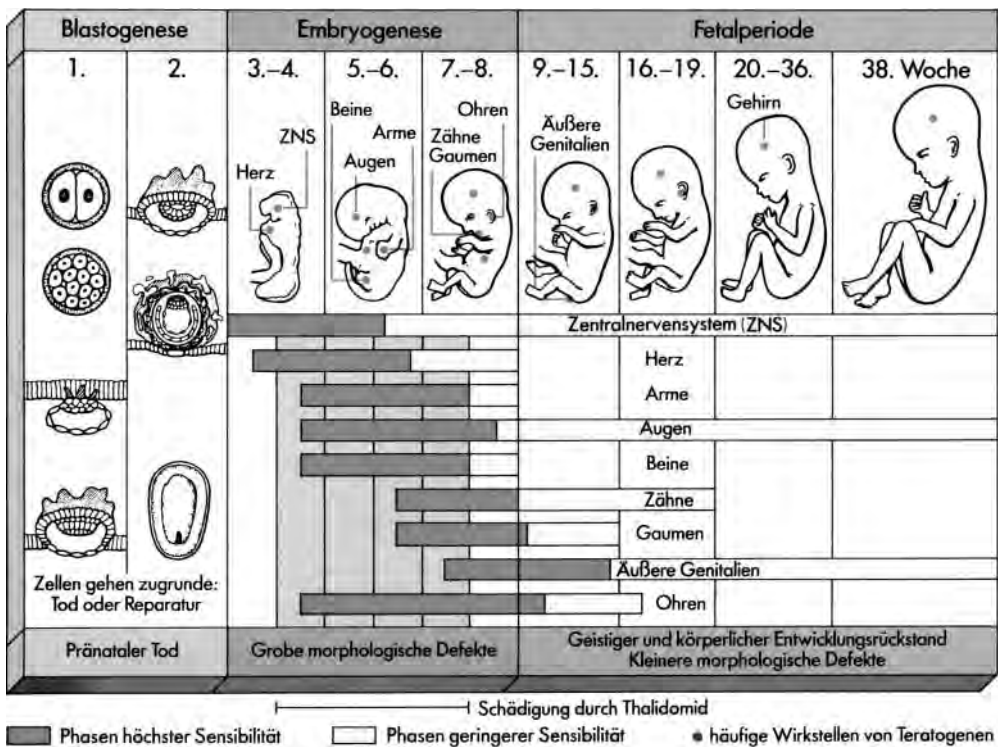 Blastogenese
Embryogenese
Fetalperiode
1.
2.
3.–4.
5.–6.
7.–8.
9.–15.
16.–19.
20.–36.
38. Woche
Beine
Ohren
Gehirn
ZNS
Arme
Zähne
Gaumen
Äußere
Genitalien
Herz
Augen
Zentralnervensystem (ZNS)
Herz
Arme
Augen
Beine
Zähne
Gaumen
Äußere Genitalien
Ohren
Zellen gehen zugrunde:
Tod oder Reparatur
Pränataler Tod
Grobe morphologische Defekte
Geistiger und körperlicher Entwicklungsrückstand
Kleinere morphologische Defekte
Schädigung durch Thalidomid
Phasen höchster Sensibilität
Phasen geringerer Sensibilität
häufige Wirkstellen von Teratogenen